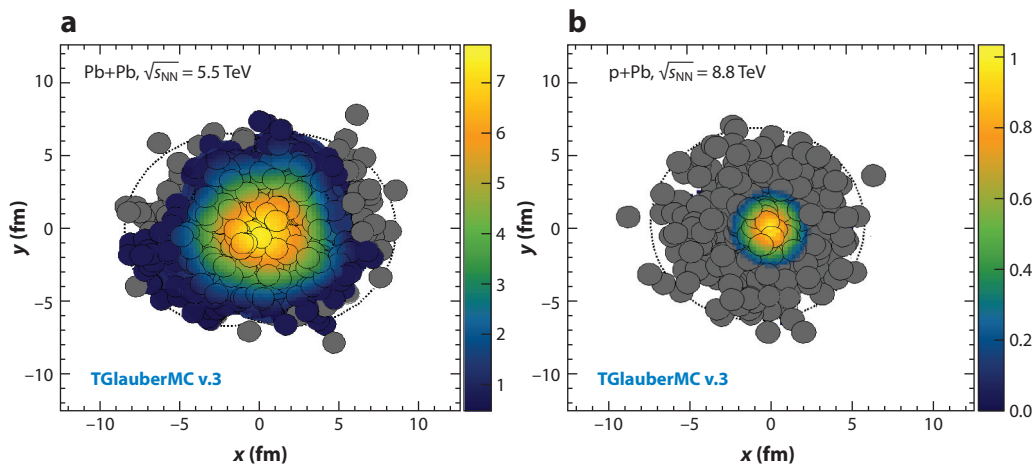 a
Pb+Pb, √sNN = 5.5 TeV
10
5
0
−5
−10
y (fm)
−10 −5 0 5 10
x (fm)
TGlauberMC v.3
7
6
5
4
3
2
1
b
p+Pb, √sNN = 8.8 TeV
10
5
0
−5
−10
y (fm)
−10 −5 0 5 10
x (fm)
TGlauberMC v.3
1
0.8
0.6
0.4
0.2
0.0